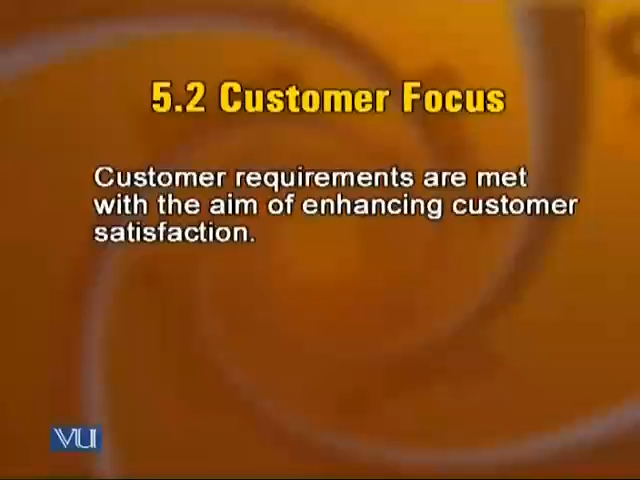 5.2 Customer Focus
Customer requirements are met
with the aim of enhancing customer
satisfaction.
VU